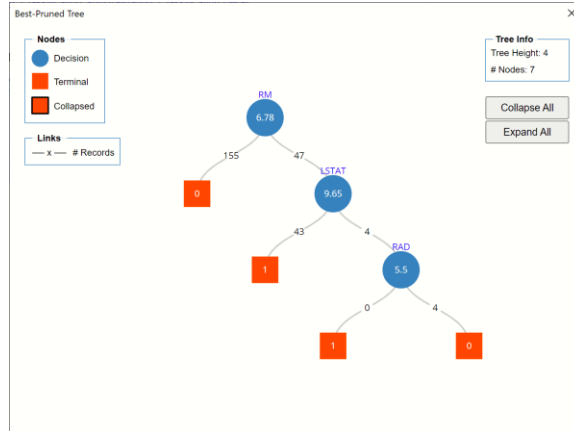 Best-Pruned Tree
Nodes
Decision
Terminal
Collapsed
Links
x # Records
Tree Info
Tree Height: 4
# Nodes: 7
Collapse All
Expand All
RM
6.78
155
47
0
LSTAT
9.65
43
4
1
RAD
5.5
0
4
1
0